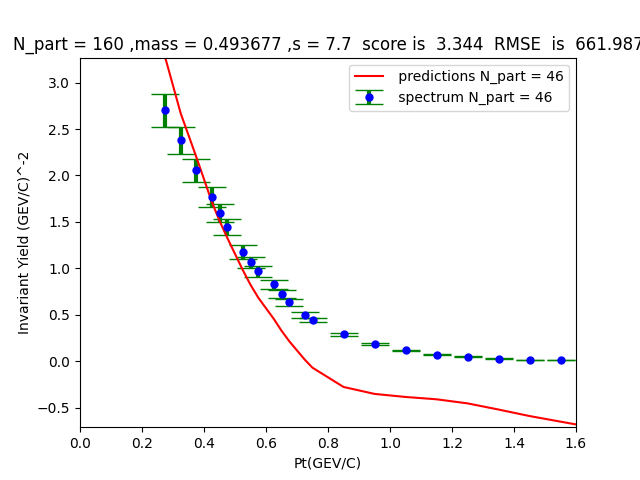 N_part = 160 ,mass = 0.493677 ,s = 7.7  score is  3.344  RMSE  is  661.987
predictions N_part = 46
spectrum N_part = 46
Invariant Yield (GEV/C)^-2
3.0
2.5
2.0
1.5
1.0
0.5
0.0
−0.5
0.0 0.2 0.4 0.6 0.8 1.0 1.2 1.4 1.6
Pt(GEV/C)